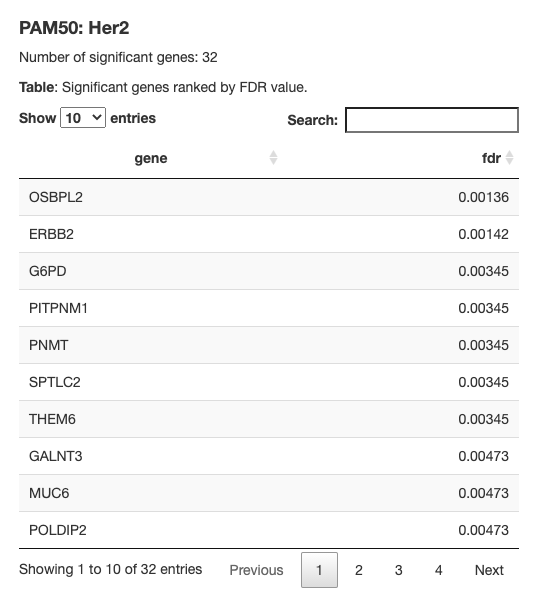 PAM50: Her2
Number of significant genes: 32
Table: Significant genes ranked by FDR value.
Show 10 entries Search:
gene fdr
OSBPL2 0.00136
ERBB2 0.00142
G6PD 0.00345
PITPNM1 0.00345
PNMT 0.00345
SPTLC2 0.00345
THEM6 0.00345
GALNT3 0.00473
MUC6 0.00473
POLDIP2 0.00473
Showing 1 to 10 of 32 entries Previous 1 2 3 4 Next